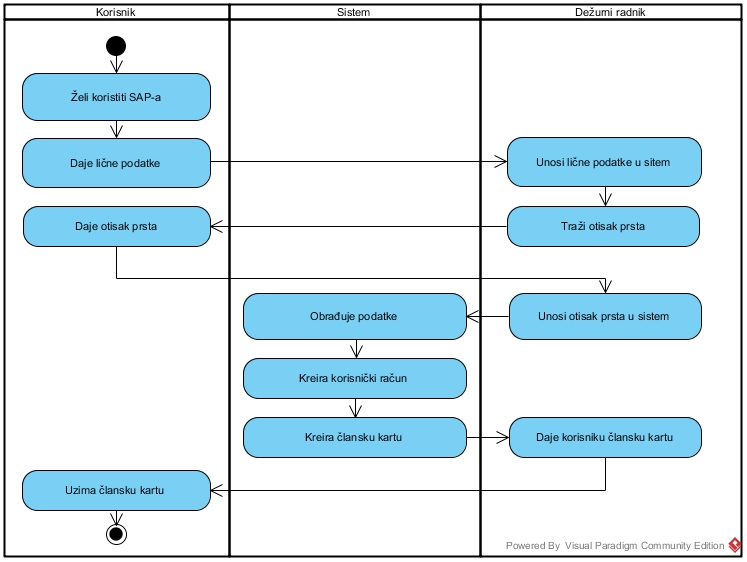 Korisnik
Sistem
Dežurni radnik
Želi koristiti SAP-a
Daje lične podatke
Unosi lične podatke u sitem
Daje otisak prsta
Traži otisak prsta
Obrađuje podatke
Unosi otisak prsta u sistem
Kreira korisnički račun
Kreira člansku kartu
Daje korisniku člansku kartu
Uzima člansku kartu
Powered By Visual Paradigm Community Edition